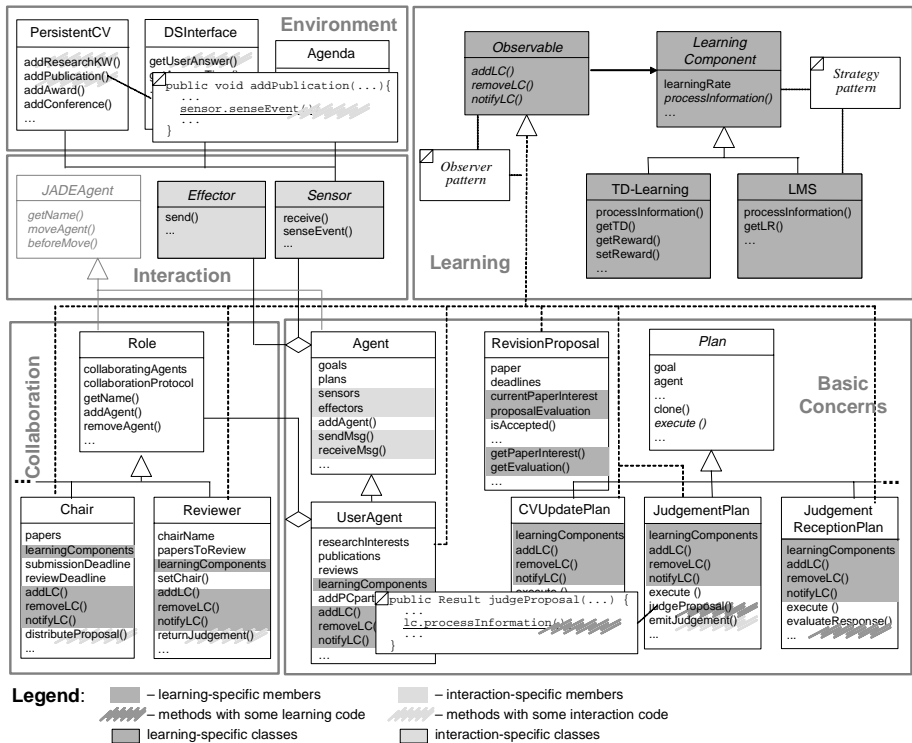 Environment
PersistentCV
addResearchKW()
addPublication()
addAward()
addConference()
...
DSInterface
getUserAnswer()
Agenda
public void addPublication(...){
...
sensor.senseEvent()
...
}
JADEAgent
getName()
moveAgent()
beforeMove()
Effector
send()
...
Sensor
receive()
senseEvent()
...
Interaction
Observable
addLC()
removeLC()
notifyLC()
Learning
Component
learningRate
processInformation()
...
Strategy
pattern
Observer
pattern
TD-Learning
processInformation()
getTD()
getReward()
setReward()
...
LMS
processInformation()
getLR()
...
Learning
Collaboration
Role
collaboratingAgents
collaborationProtocol
getName()
addAgent()
removeAgent()
...
Agent
goals
plans
sensors
effectors
addAgent()
sendMsg()
receiveMsg()
...
RevisionProposal
paper
deadlines
currentPaperInterest
proposalEvaluation
isAccepted()
...
getPaperInterest()
getEvaluation()
...
Plan
goal
agent
...
clone()
execute ()
...
Basic
Concerns
...
...
Chair
papers
learningComponents
submissionDeadline
reviewDeadline
addLC()
removeLC()
notifyLC()
distributeProposal()
...
Reviewer
chairName
papersToReview
learningComponents
setChair()
addLC()
removeLC()
notifyLC()
returnJudgement()
...
UserAgent
researchInterests
publications
reviews
learningComponents
addPCpart
addLC()
removeLC()
notifyLC()
...
CVUpdatePlan
learningComponents
addLC()
removeLC()
notifyLC()
execute ()
public Result judgeProposal(...) {
...
lc.processInformation()
...
}
JudgementPlan
learningComponents
addLC()
removeLC()
notifyLC()
execute ()
judgeProposal()
emitJudgement()
...
Judgement
ReceptionPlan
learningComponents
addLC()
removeLC()
notifyLC()
execute ()
evaluateResponse()
...
Legend:
– learning-specific members
– interaction-specific members
– methods with some learning code
– methods with some interaction code
– learning-specific classes
– interaction-specific classes